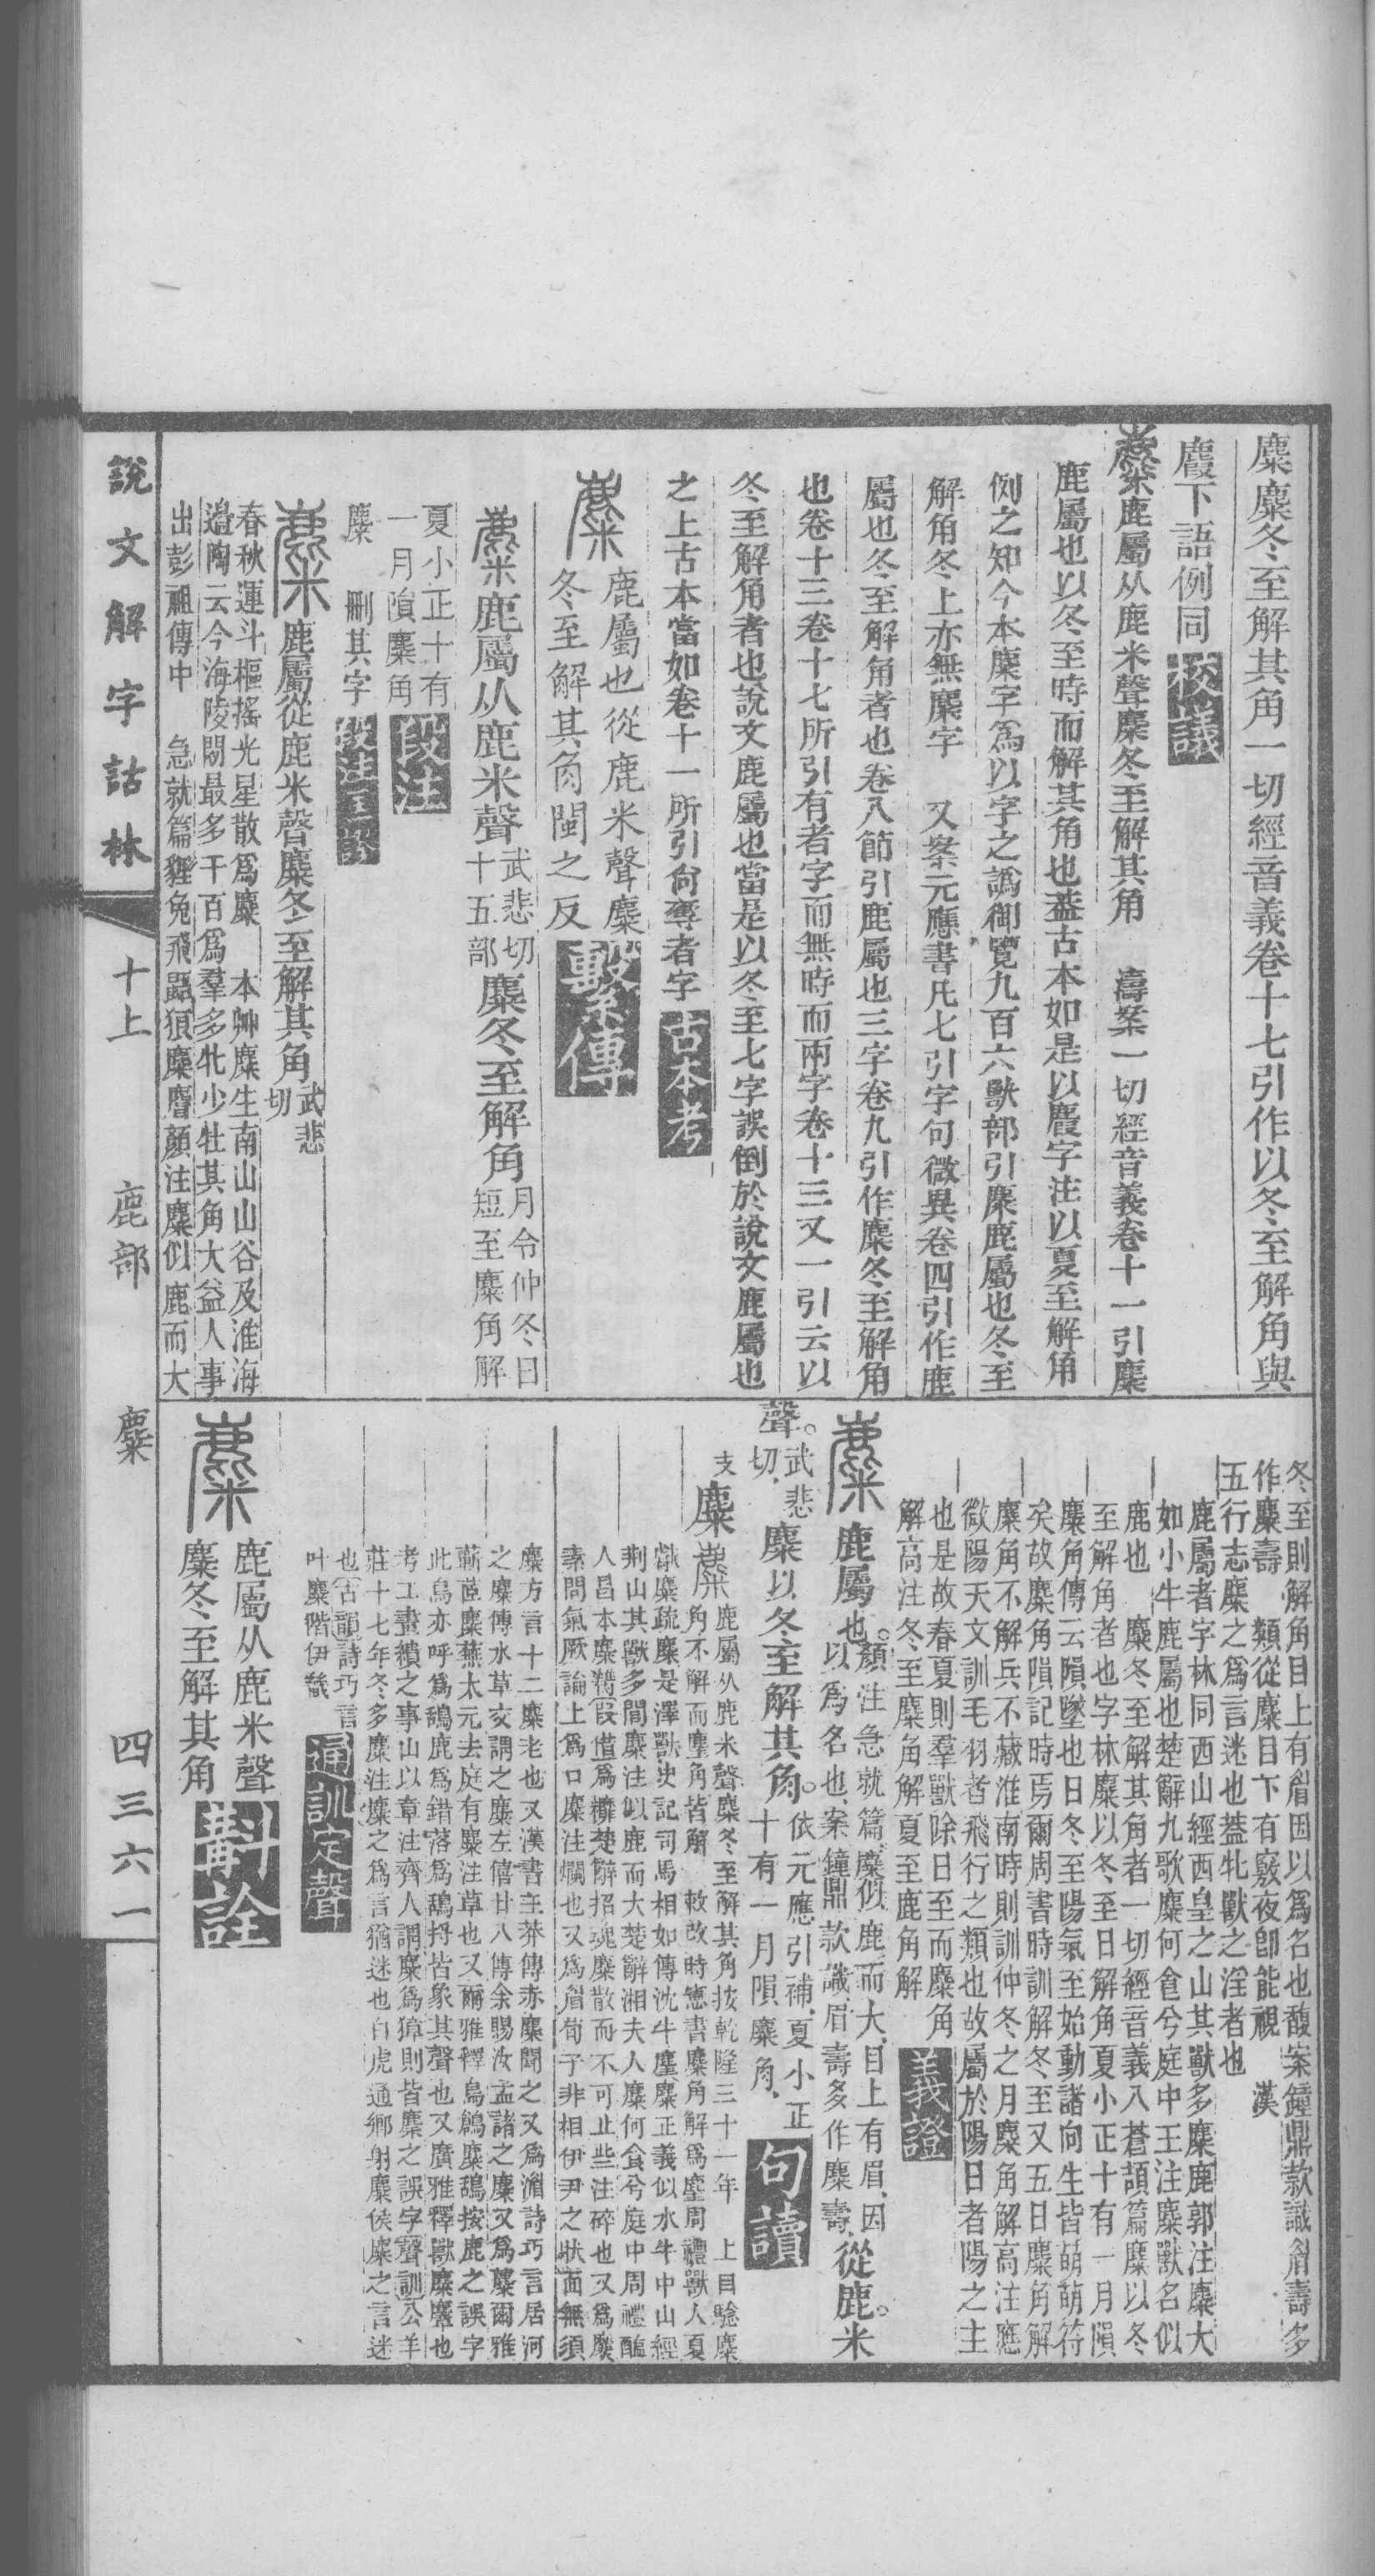 麋麋冬至解其角一切經音義卷十七引作以冬至解角與
麎下語例同 校議
鹿屬从鹿米聲麋冬至解其角 濤案一切經音義卷十一引麋
鹿屬也以冬至時而解其角也葢古本如是以麎字注以夏至解角
例之知今本麋字爲以字之譌御覽九百六獸部引麋鹿屬也冬至
解角冬上亦無麋字 又案元應書凡七引字句微異卷四引作鹿
屬也冬至解角者也卷八節引鹿屬也三字卷九引作麋冬至解角
也卷十三卷十七所引有者字而無時而兩字卷十三又一引云以
冬至解角者也說文鹿屬也當是以冬至七字誤倒於說文鹿屬也
之上古本當如卷十一所引尙奪者字 古本考
鹿屬也從鹿米聲麋
冬至解其角閩之反 繫傳
鹿屬从鹿米聲 武悲切
十五部 麋冬至解角 月令仲冬日
短至麋角解
夏小正十有
一月隕麋角 段注
麋 刪其字
鹿屬從鹿米聲麋冬至解其角 武悲
切
春秋運斗樞搖光星散爲麋 本艸麋生南山山谷及淮海
邉陶云今海陵閒最多千百爲羣多牝少牡其角大益人事
出彭祖傳中 急就篇貍兔飛鼯狼麋麐顏注麋似鹿而大
冬至則解角目上有眉因以爲名也馥案鐘鼎款識眉壽多
作麋壽 類從麋目下有竅夜卽能視 漢
五行志麋之爲言迷也葢牝獸之淫者也
鹿屬者字林同西山經西皇之山其獸多麋鹿郭注麋大
如小牛鹿屬也楚辭九歌麋何食兮庭中王注麋獸名似
鹿也 麋冬至解其角者一切經音義八蒼頡篇麋以冬
至解角者也字林麋以冬至日解角夏小正十有一月隕
麋角傳云隕墜也日冬至陽氣至始動諸向生皆萌萌符
矣故麋角隕記時焉爾周書時訓解冬至又五日麋角解
麋角不解兵不藏淮南時則訓仲冬之月麋角解高注應
微陽天文訓毛羽者飛行之類也故屬於陽日者陽之主
也是故春夏則羣獸除日至而麋角
解高注冬至麋角解夏至鹿角解 義證
鹿屬也。顏注急就篇麋似鹿而大、目上有眉、因
以爲名也、案鐘鼎款識、眉壽多作麋壽、從鹿。米
聲。武悲
切、 麋以冬至解其角。依元應引補、夏小正
十有一月隕麋角、 句讀
支 麋 鹿屬从鹿米聲麋冬至解其角按乾隆三十一年 上目驗麋
角不解而麈角皆解 敕改時憲書麋角解爲麈周禮獸人夏
獻麋疏麋是澤獸史記司馬相如傳沈牛麈麋正義似水牛中山經
荆山其獸多閭麋注似鹿而大楚辭湘夫人麋何食兮庭中周禮醢
人昌本麋臡叚借爲糜楚辭招魂麋散而不可止些注碎也又爲
素問氣厥論上爲口麋注爛也又爲眉荀子非相伊尹之狀面無須
麋方言十二麋老也又漢書王莽傳赤麋聞之又爲湄詩巧言居河
之麋傳水草交謂之麋左僖廿八傳余賜汝孟諸之麋又爲蘪爾雅
蘄茝麋蕪太元去庭有麋注草也又爾雅釋鳥鶬麋鴰按鹿之誤字
此鳥亦呼爲鴰鹿爲錯落爲鴰捋皆象其聲也又廣雅釋獸麋麐也
考工畫繢之事山以章注齊人謂麋爲獐則皆麋之誤字聲訓公羊
莊十七年冬多麋注麋之爲言猶迷也白虎通鄉射麋侯麋之言迷
也古韻詩巧言
叶麋階伊幾 通訓定聲
鹿屬从鹿米聲
麋冬至解其角 斠詮
說文解字詁林 十上 鹿部 麋 四三六一